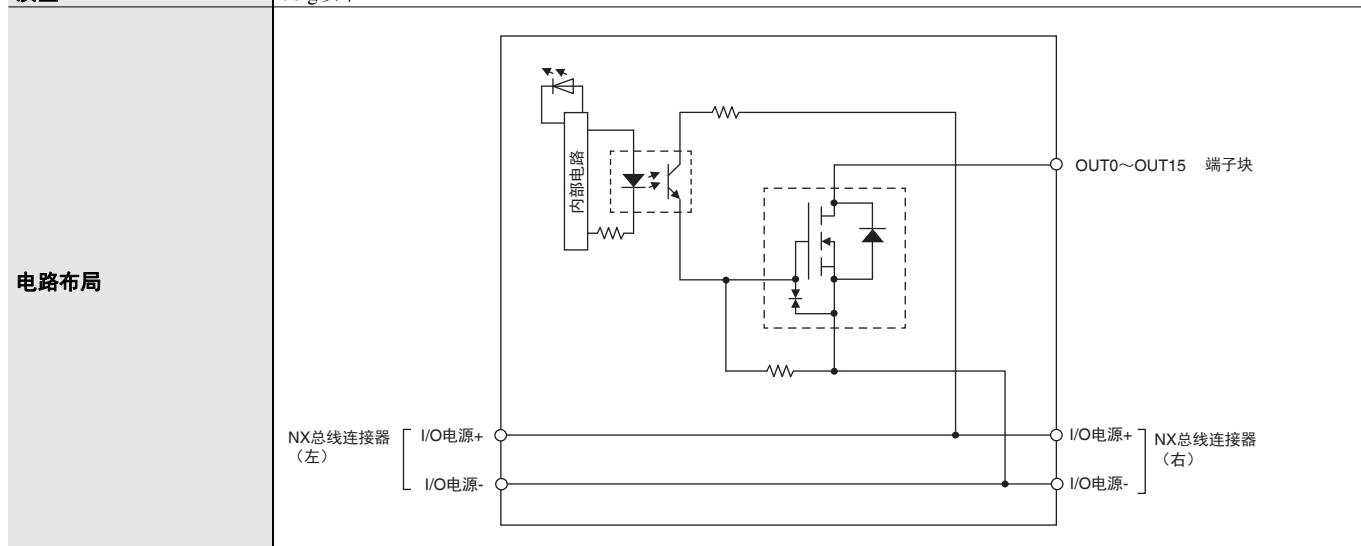 OUT0～OUT15 端子块
内部电路
电路布局
NX总线连接器
（左）
I/O电源+
I/O电源-
I/O电源+
I/O电源-
NX总线连接器
（右）